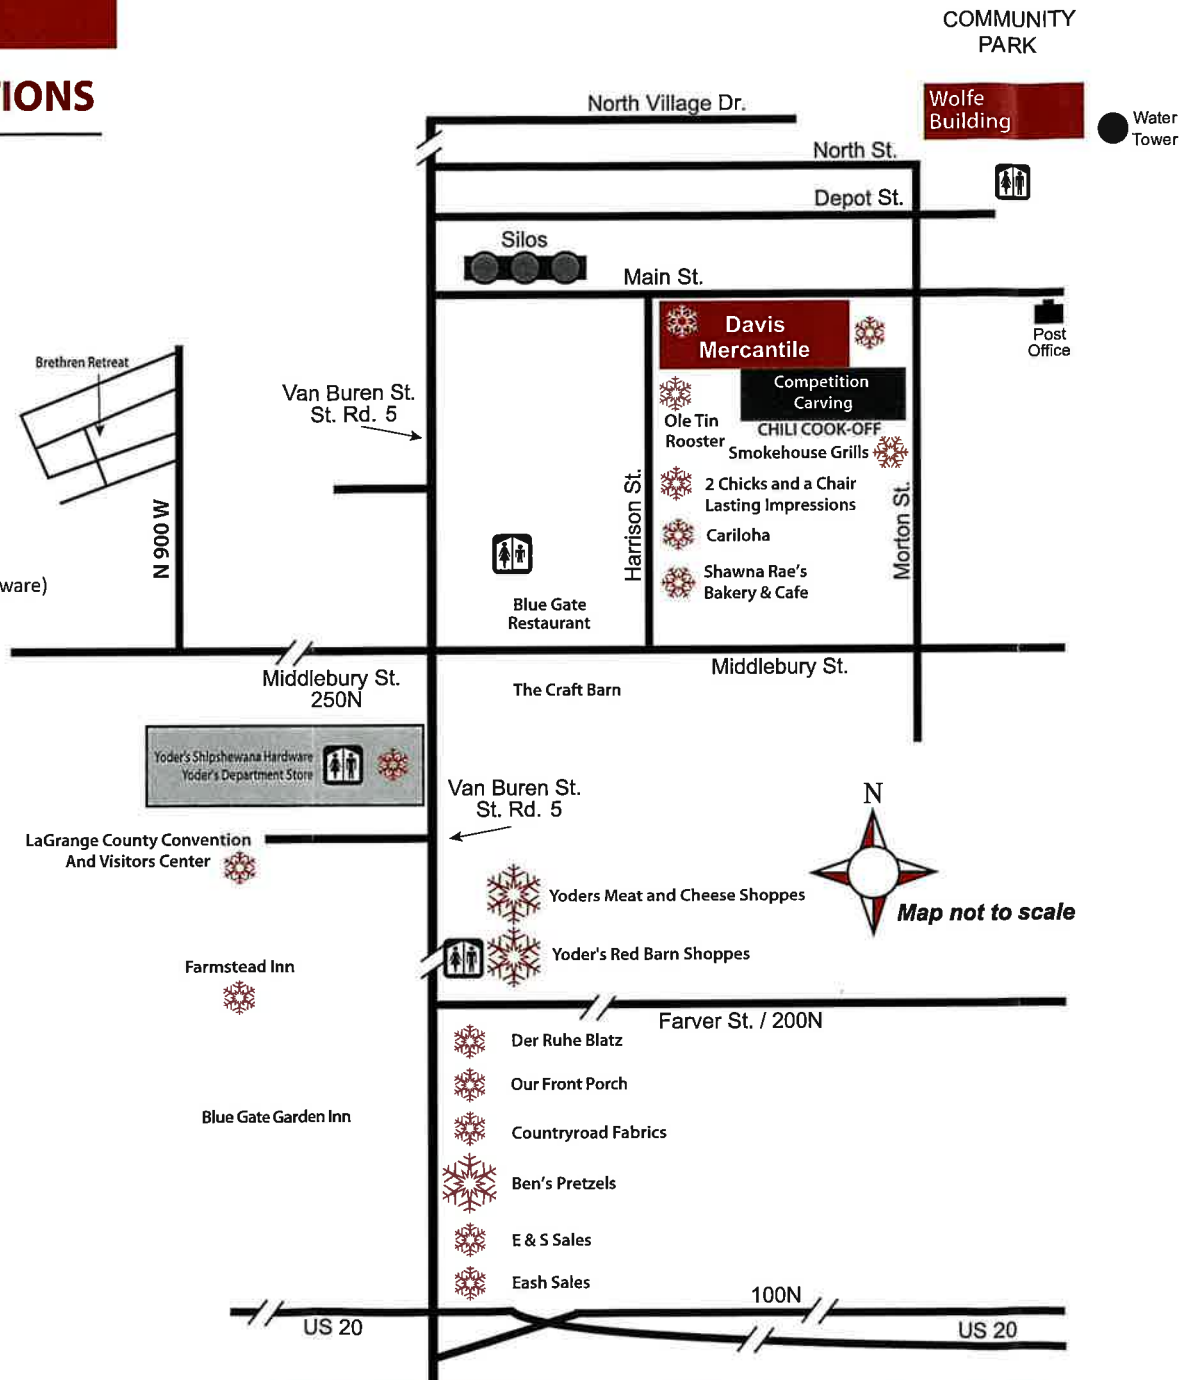 COMMUNITY
PARK
TIONS
Wolfe
Building
Water
Tower
North Village Dr.
North St.
Depot St.
Silos
Main St.
Davis
Mercantile
Post
Office
Brethren Retreat
Van Buren St.
St. Rd. 5
Competition
Carving
Ole Tin
Rooster
CHILI COOK-OFF
Smokehouse Grills
2 Chicks and a Chair
Lasting Impressions
Harrison St.
Morton St.
N 900 W
Cariloha
Shawna Rae's
Bakery & Cafe
ware)
Blue Gate
Restaurant
Middlebury St.
250N
Middlebury St.
The Craft Barn
Yoder's Shipshewana Hardware
Yoder's Department Store
Van Buren St.
St. Rd. 5
N
LaGrange County Convention
And Visitors Center
Yoders Meat and Cheese Shoppes
Map not to scale
Yoder's Red Barn Shoppes
Farmstead Inn
Farver St. / 200N
Der Ruhe Blatz
Our Front Porch
Blue Gate Garden Inn
Countryroad Fabrics
Ben's Pretzels
E & S Sales
Eash Sales
100N
US 20
US 20